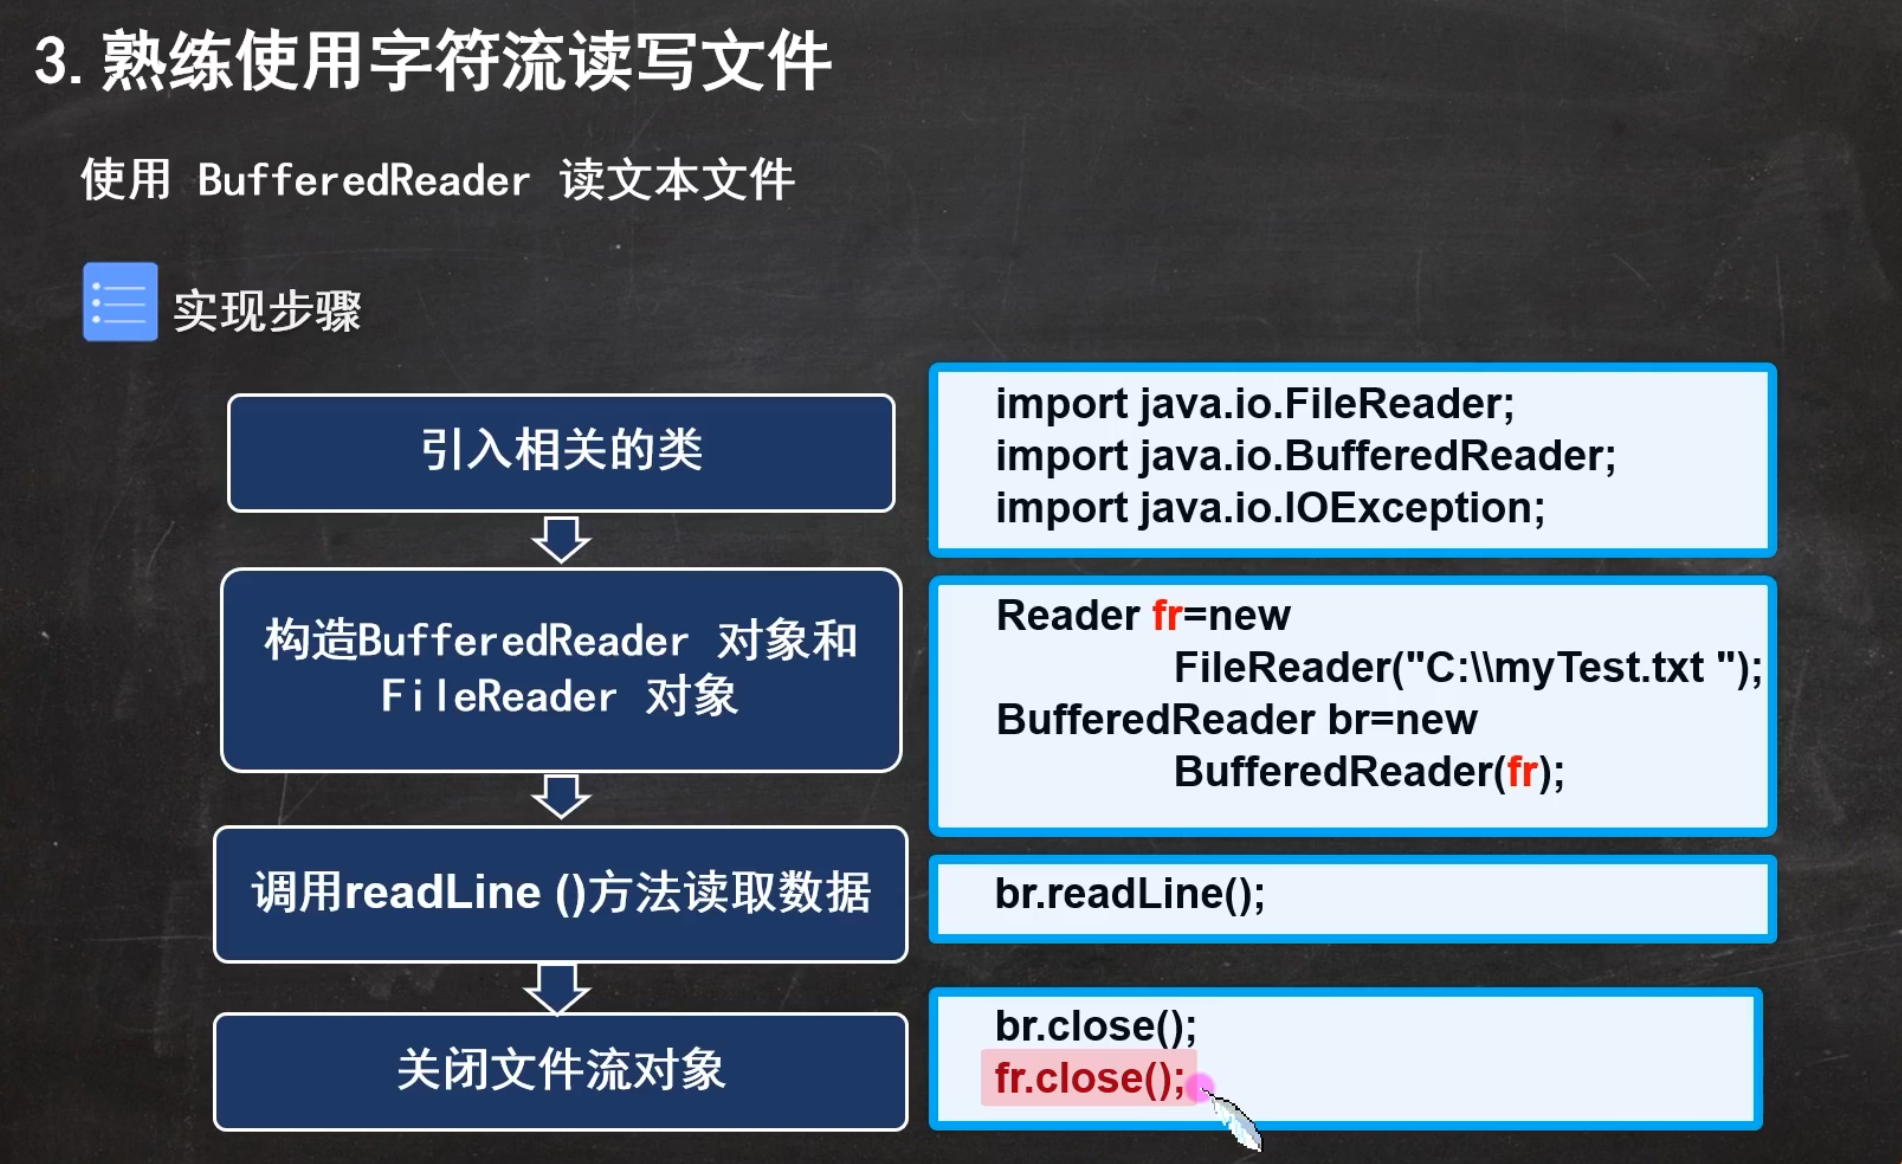 3. 熟练使用字符流读写文件
使用 BufferedReader 读文本文件
实现步骤
引入相关的类
import java.io.FileReader;
import java.io.BufferedReader;
import java.io.IOException;
构造BufferedReader 对象和
FileReader 对象
Reader fr=new
FileReader("C:\\myTest.txt ");
BufferedReader br=new
BufferedReader(fr);
调用readLine ()方法读取数据
br.readLine();
关闭文件流对象
br.close();
fr.close();